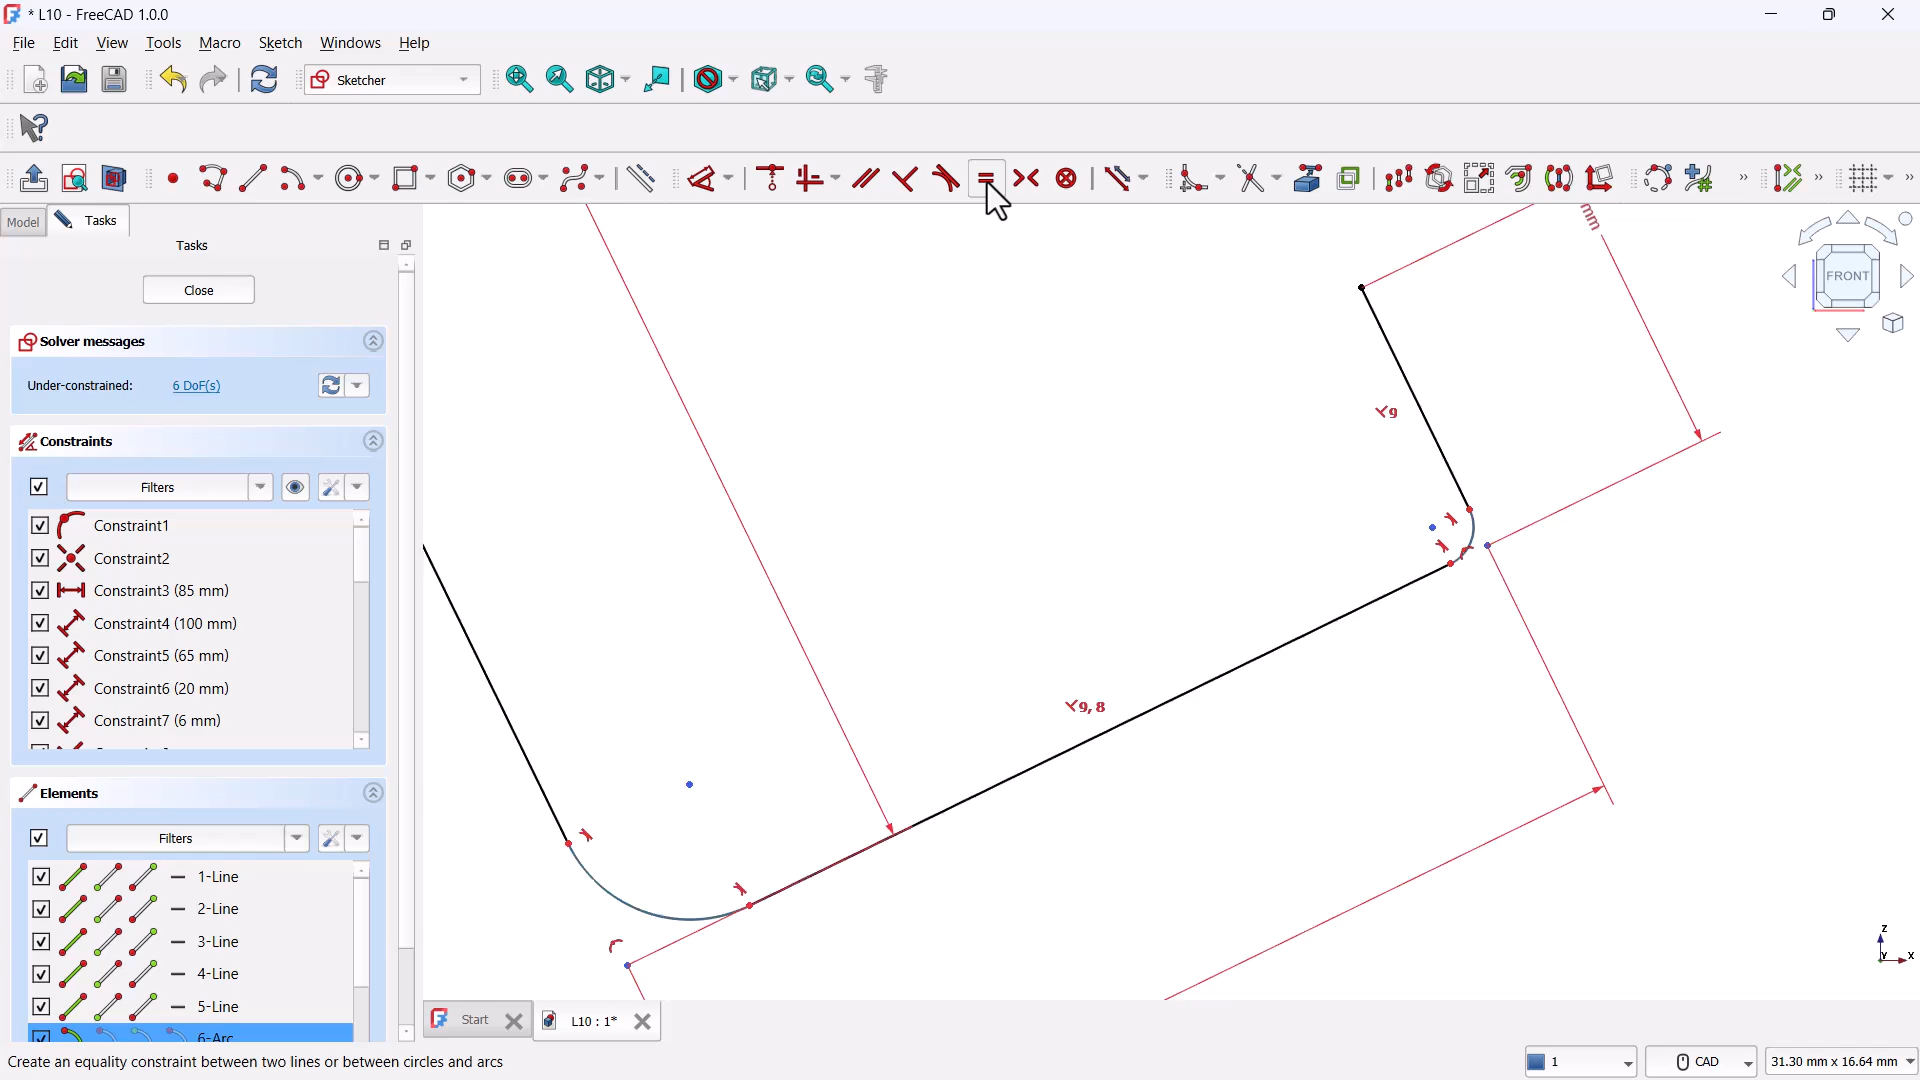 * L10 - FreeCAD 1.0.0
File Edit View Tools Macro Sketch Windows Help
Sketcher
Model Tasks
Tasks
Close
Solver messages
Under-constrained: 6 DoF(s)
Constraints
Filters
Constraint1
Constraint2
Constraint3 (85 mm)
Constraint4 (100 mm)
Constraint5 (65 mm)
Constraint6 (20 mm)
Constraint7 (6 mm)
Elements
Filters
1-Line
2-Line
3-Line
4-Line
5-Line
6-Arc
mm
9
9, 8
FRONT
Z
Y
X
Start
L10 : 1*
Create an equality constraint between two lines or between circles and arcs
1
CAD
31.30 mm x 16.64 mm